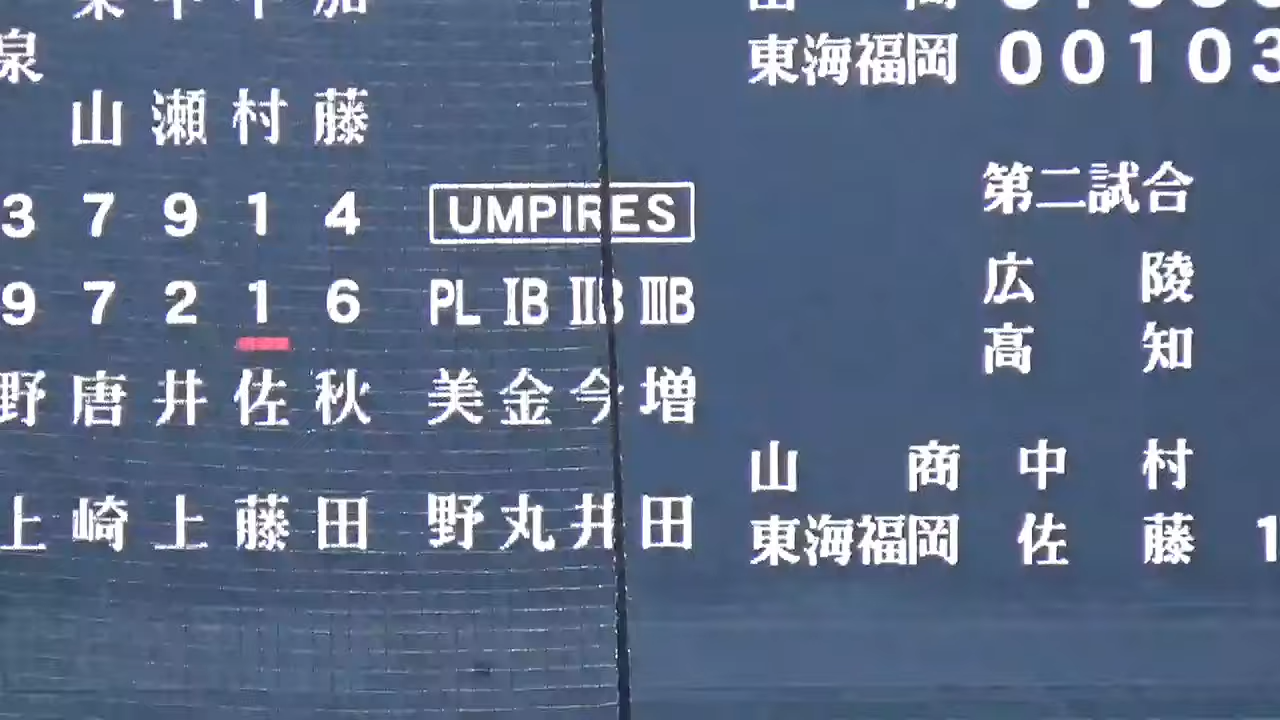 泉
山 瀬 村 藤
3 7 9 1 4
9 7 2 1 6
野 唐 井 佐 秋
上 崎 上 藤 田
UMPIRES
PL ⅠB ⅡB ⅢB
美 金 今 増
野 丸 井 田
山 商
東海福岡 0 0 1 0 3
第二試合
広 陵
高 知
山 商 中 村
東海福岡 佐 藤 1